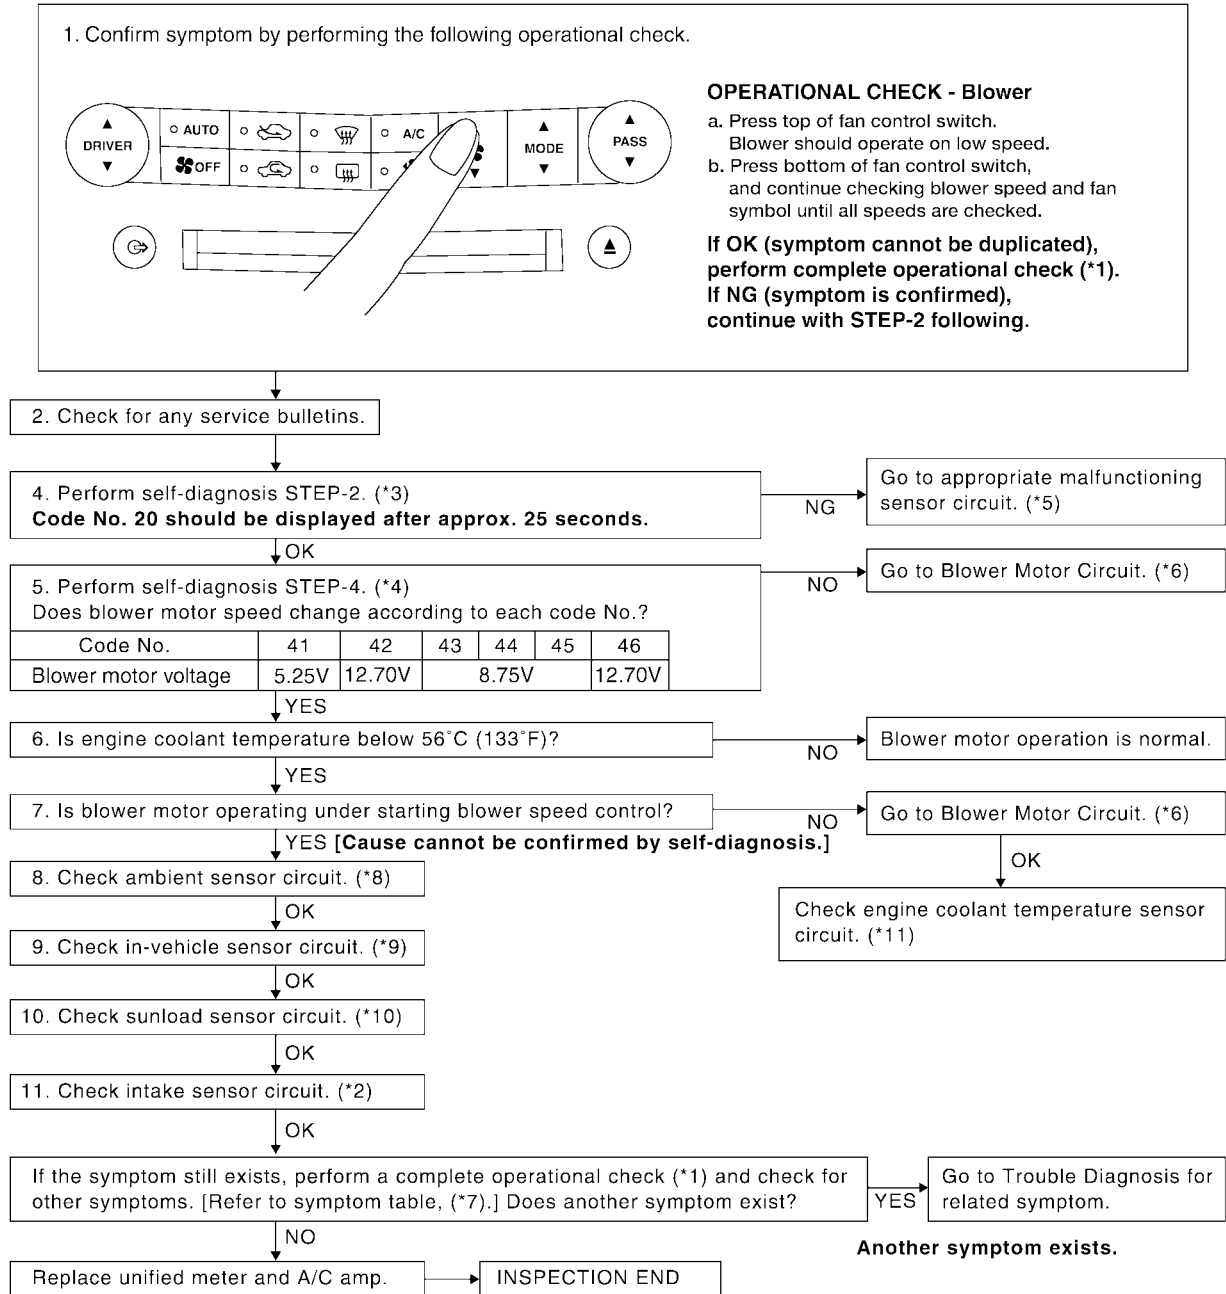 1. Confirm symptom by performing the following operational check.
DRIVER
AUTO
A/C
OFF
MODE
PASS
OPERATIONAL CHECK - Blower
a. Press top of fan control switch.
Blower should operate on low speed.
b. Press bottom of fan control switch,
and continue checking blower speed and fan
symbol until all speeds are checked.
If OK (symptom cannot be duplicated),
perform complete operational check (*1).
If NG (symptom is confirmed),
continue with STEP-2 following.
2. Check for any service bulletins.
4. Perform self-diagnosis STEP-2. (*3)
Code No. 20 should be displayed after approx. 25 seconds.
NG
Go to appropriate malfunctioning
sensor circuit. (*5)
OK
5. Perform self-diagnosis STEP-4. (*4)
Does blower motor speed change according to each code No.?
NO
Go to Blower Motor Circuit. (*6)
Code No. 41 42 43 44 45 46
Blower motor voltage 5.25V 12.70V 8.75V 12.70V
YES
6. Is engine coolant temperature below 56°C (133°F)?
NO
Blower motor operation is normal.
YES
7. Is blower motor operating under starting blower speed control?
NO
Go to Blower Motor Circuit. (*6)
YES [Cause cannot be confirmed by self-diagnosis.]
OK
Check engine coolant temperature sensor
circuit. (*11)
8. Check ambient sensor circuit. (*8)
OK
9. Check in-vehicle sensor circuit. (*9)
OK
10. Check sunload sensor circuit. (*10)
OK
11. Check intake sensor circuit. (*2)
OK
If the symptom still exists, perform a complete operational check (*1) and check for
other symptoms. [Refer to symptom table, (*7).] Does another symptom exist?
YES
Go to Trouble Diagnosis for
related symptom.
Another symptom exists.
NO
Replace unified meter and A/C amp.
INSPECTION END